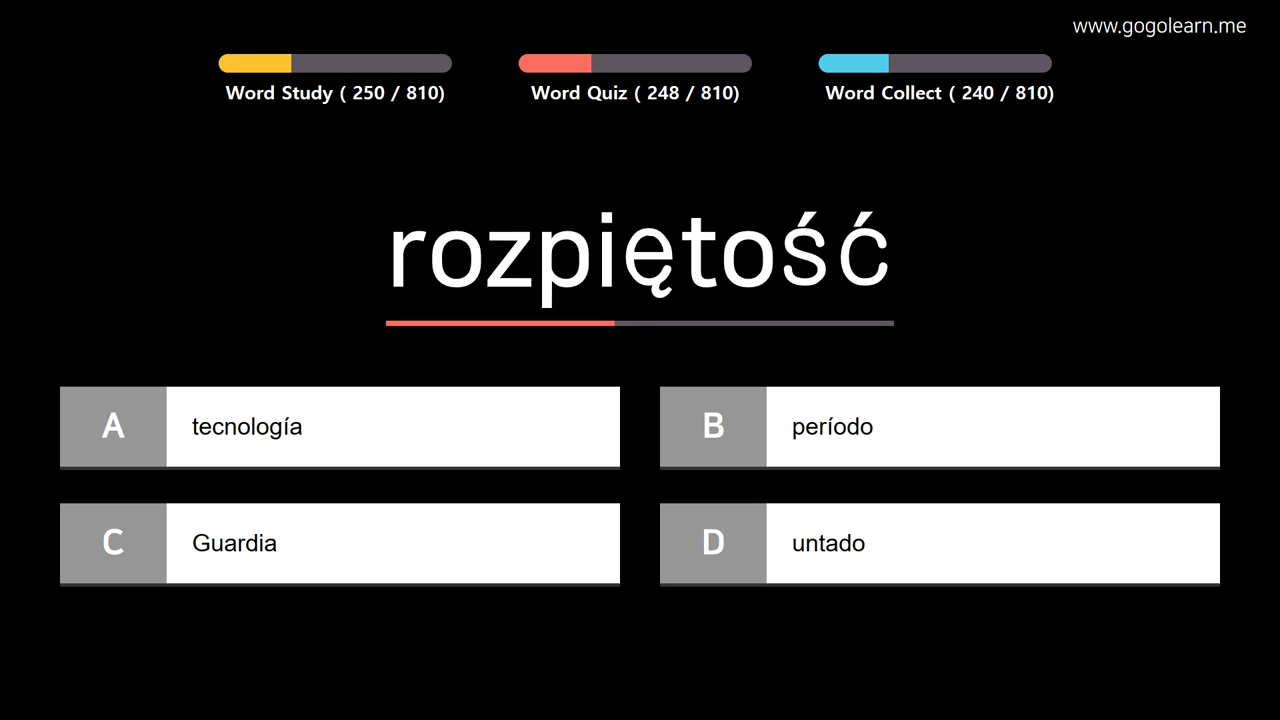 www.gogolearn.me
Word Study ( 250 / 810)
Word Quiz ( 248 / 810)
Word Collect ( 240 / 810)
rozpiętość
A tecnología
B período
C Guardia
D untado